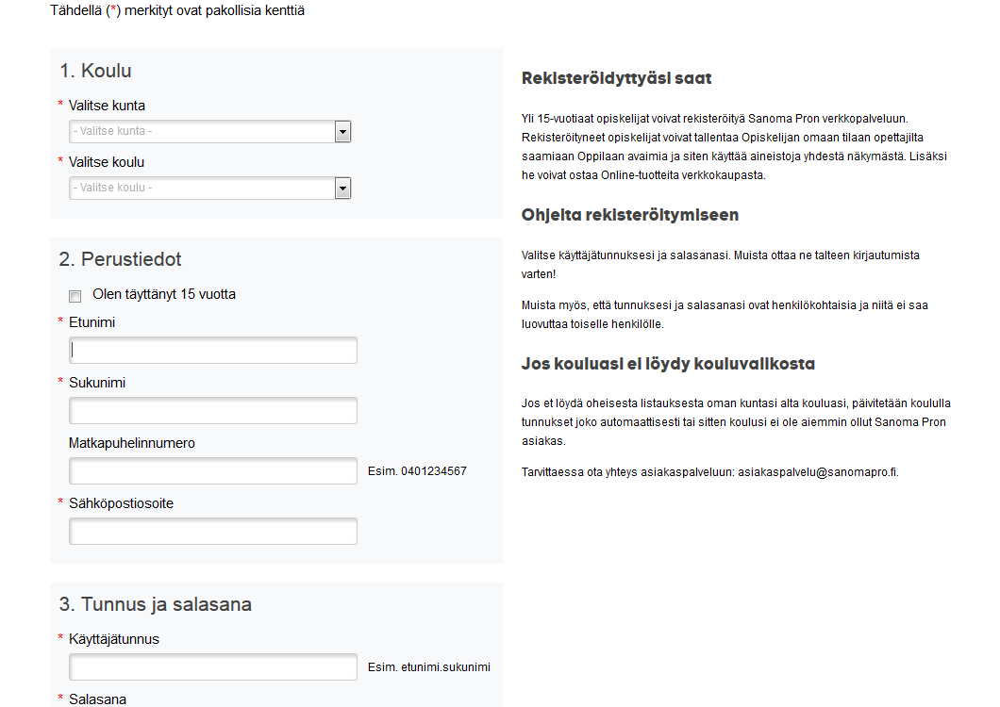 Tähdellä (*) merkityt ovat pakollisia kenttiä
1. Koulu
* Valitse kunta
- Valitse kunta -
* Valitse koulu
- Valitse koulu -
2. Perustiedot
Olen täyttänyt 15 vuotta
* Etunimi
* Sukunimi
Matkapuhelinnumero
Esim. 0401234567
* Sähköpostiosoite
3. Tunnus ja salasana
* Käyttäjätunnus
Esim. etunimi.sukunimi
* Salasana
Rekisteröidyttyäsi saat
Yli 15-vuotiaat opiskelijat voivat rekisteröityä Sanoma Pron verkkopalveluun.
Rekisteröityneet opiskelijat voivat tallentaa Opiskelijan omaan tilaan opettajilta
saamiaan Oppilaan avaimia ja siten käyttää aineistoja yhdestä näkymästä. Lisäksi
he voivat ostaa Online-tuotteita verkkokaupasta.
Ohjeita rekisteröitymiseen
Valitse käyttäjätunnuksesi ja salasanasi. Muista ottaa ne talteen kirjautumista
varten!
Muista myös, että tunnuksesi ja salasanasi ovat henkilökohtaisia ja niitä ei saa
luovuttaa toiselle henkilölle.
Jos kouluasi ei löydy kouluvalikosta
Jos et löydä oheisesta listauksesta oman kuntasi alta kouluasi, päivitetään koululla
tunnukset joko automaattisesti tai sitten koulusi ei ole aiemmin ollut Sanoma Pron
asiakas.
Tarvittaessa ota yhteys asiakaspalveluun: asiakaspalvelu@sanomapro.fi.